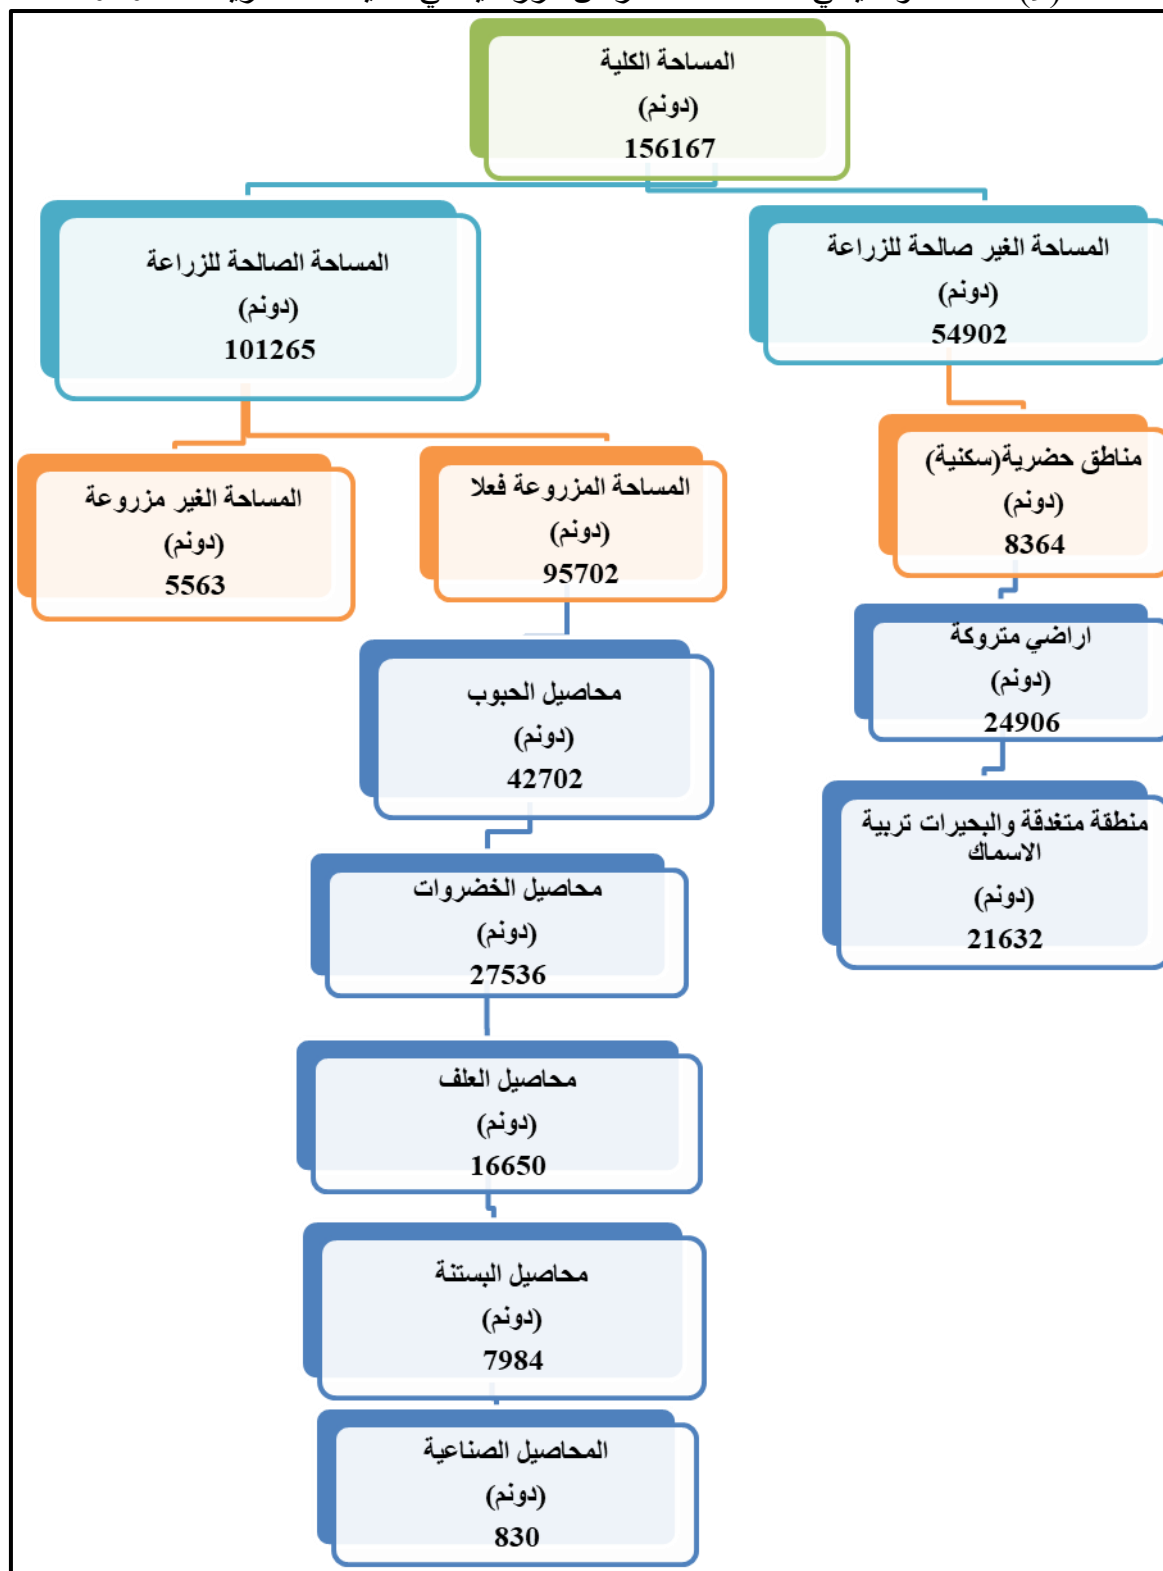 المساحة الكلية
(دونم)
156167
المساحة الغير صالحة للزراعة
(دونم)
54902
المساحة الصالحة للزراعة
(دونم)
101265
مناطق حضرية(سكنية)
(دونم)
8364
المساحة المزروعة فعلا
(دونم)
95702
المساحة الغير مزروعة
(دونم)
5563
اراضي متروكة
(دونم)
24906
محاصيل الحبوب
(دونم)
42702
منطقة متغدقة والبحيرات تربية
الاسماك
(دونم)
21632
محاصيل الخضروات
(دونم)
27536
محاصيل العلف
(دونم)
16650
محاصيل البستنة
(دونم)
7984
المحاصيل الصناعية
(دونم)
830